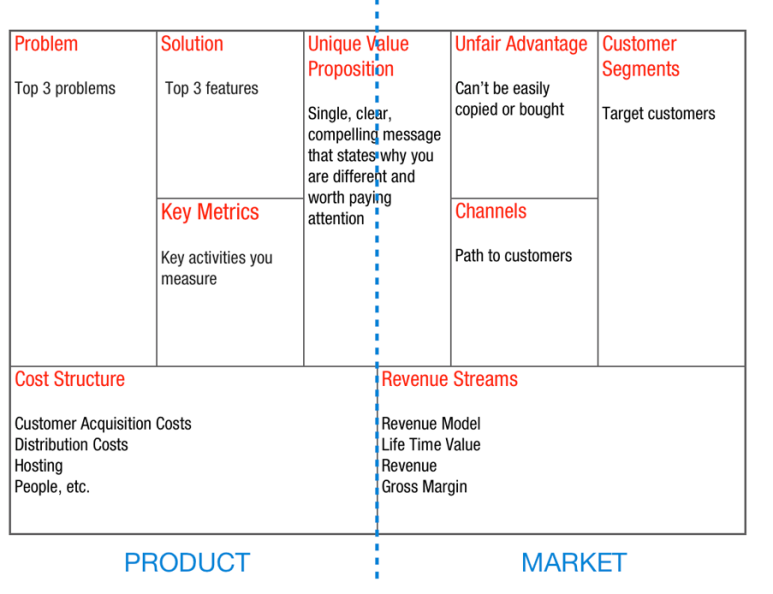 Problem
Top 3 problems
Solution
Top 3 features
Key Metrics
Key activities you
measure
Unique Value
Proposition
Single, clear,
compelling message
that states why you
are different and
worth paying
attention
Unfair Advantage
Can't be easily
copied or bought
Channels
Path to customers
Customer
Segments
Target customers
Cost Structure
Customer Acquisition Costs
Distribution Costs
Hosting
People, etc.
Revenue Streams
Revenue Model
Life Time Value
Revenue
Gross Margin
PRODUCT
MARKET